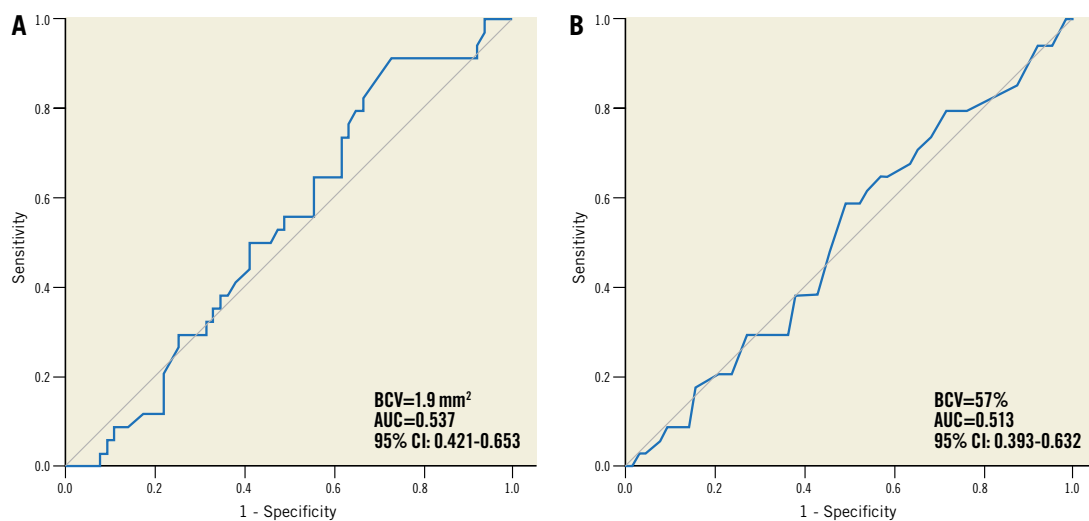 A
1.0
0.8
0.6
0.4
0.2
0.0
Sensitivity
0.0
0.2
0.4
0.6
0.8
1.0
1 - Specificity
BCV=1.9 mm²
AUC=0.537
95% CI: 0.421-0.653
B
1.0
0.8
0.6
0.4
0.2
0.0
Sensitivity
0.0
0.2
0.4
0.6
0.8
1.0
1 - Specificity
BCV=57%
AUC=0.513
95% CI: 0.393-0.632